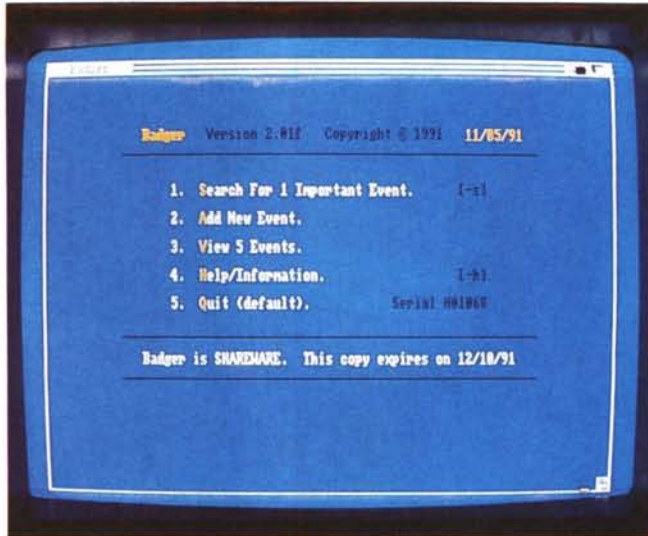 Badger
Badger Version 2.01f Copyright © 1991 11/05/91
1. Search For 1 Important Event. [-s]
2. Add New Event.
3. View 5 Events.
4. Help/Information. [-h]
5. Quit (default). Serial
Badger is SHAREWARE. This copy expires on 12/10/91